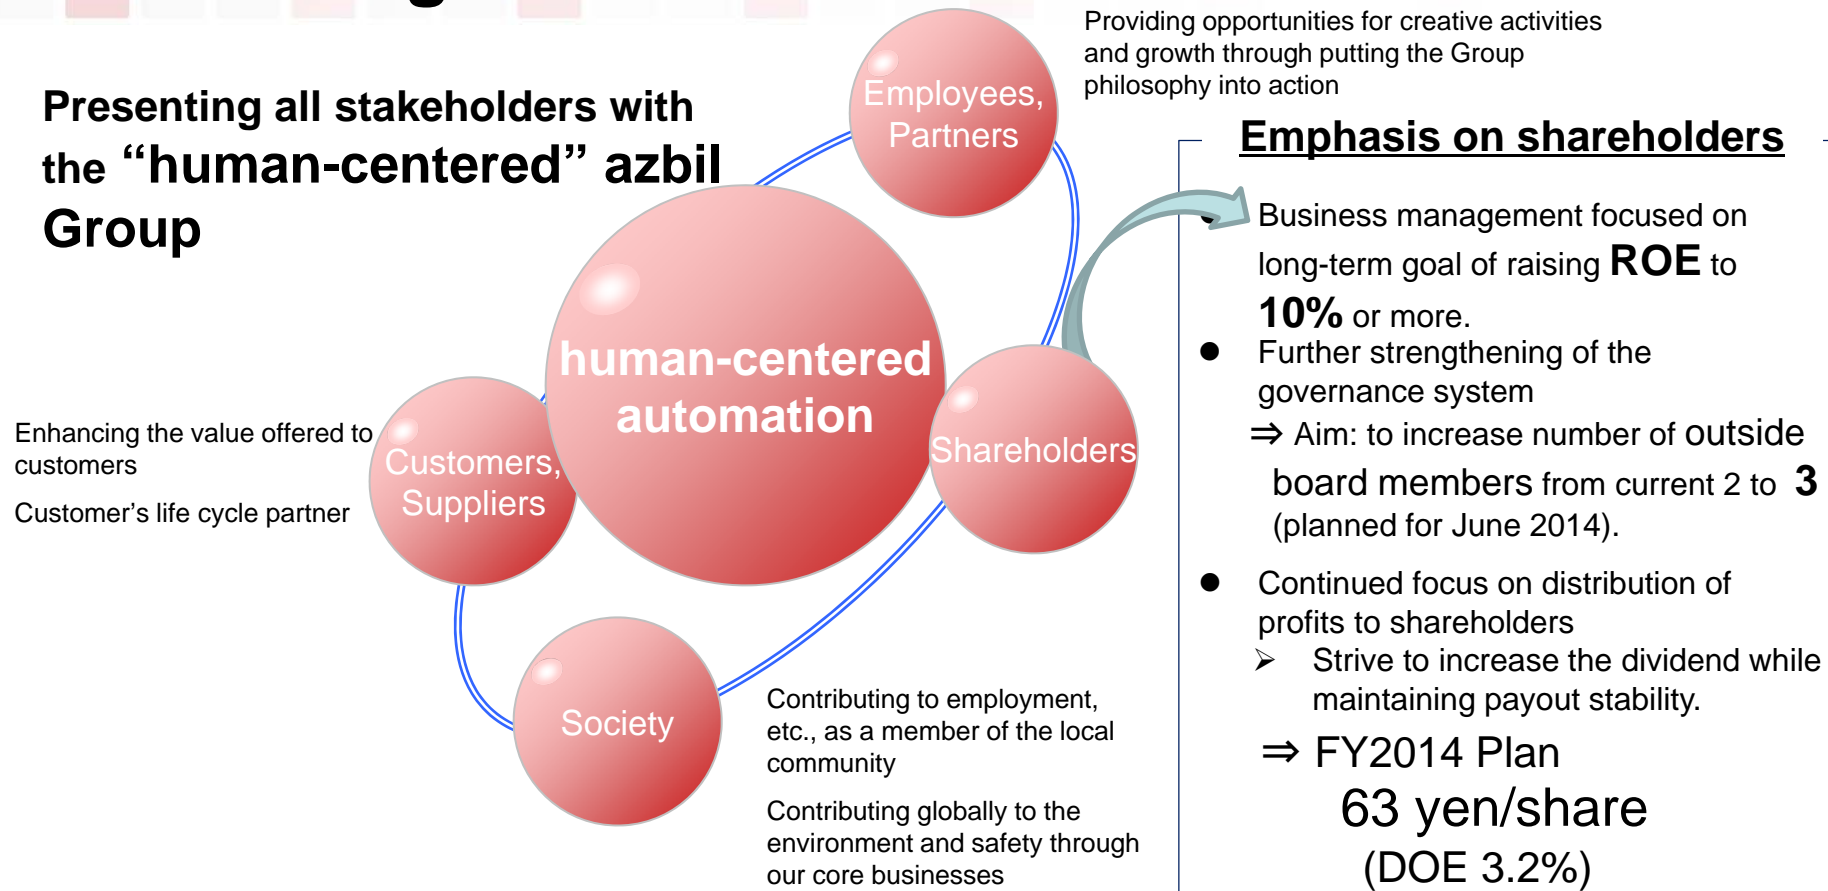 Presenting all stakeholders with
the “human-centered” azbil
Group
Employees,
Partners
Providing opportunities for creative activities
and growth through putting the Group
philosophy into action
human-centered
automation
Shareholders
Customers,
Suppliers
Enhancing the value offered to
customers
Customer’s life cycle partner
Society
Contributing to employment,
etc., as a member of the local
community
Contributing globally to the
environment and safety through
our core businesses
Emphasis on shareholders
● Business management focused on
long-term goal of raising ROE to
10% or more.
● Further strengthening of the
governance system
⇒ Aim: to increase number of outside
board members from current 2 to 3
(planned for June 2014).
● Continued focus on distribution of
profits to shareholders
➢ Strive to increase the dividend while
maintaining payout stability.
⇒ FY2014 Plan
63 yen/share
(DOE 3.2%)